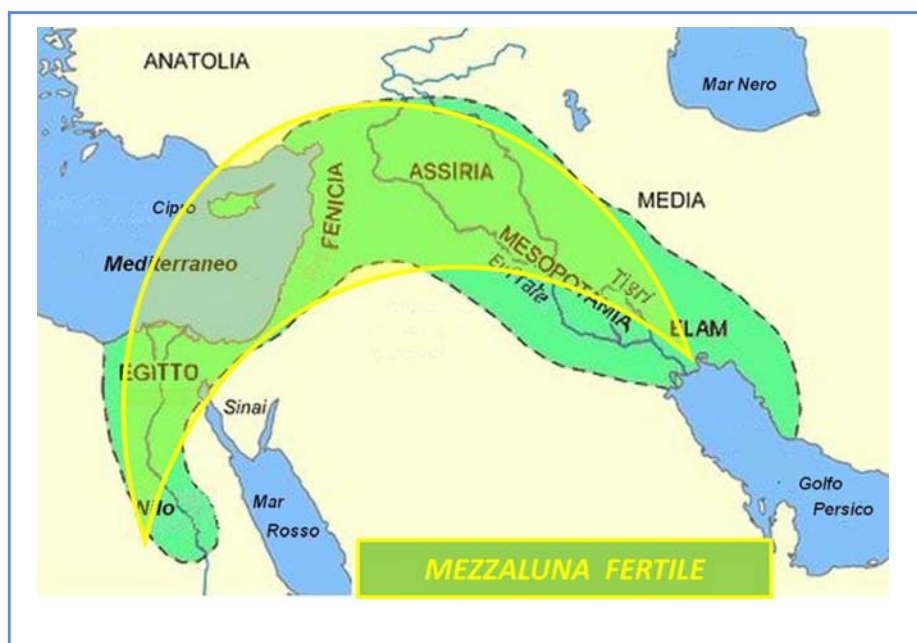 ANATOLIA
Mar Nero
ASSIRIA
MEDIA
Cipro
FENICIA
Mediterraneo
MESOPOTAMIA
Eufrate
Tigri
ELAM
EGITTO
Sinai
Nilo
Mar
Rosso
Golfo
Persico
MEZZALUNA FERTILE